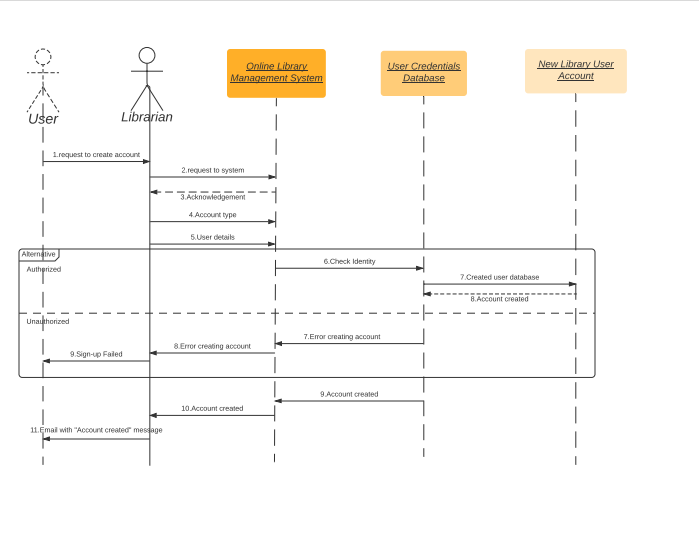 Online Library
Management System
User Credentials
Database
New Library User
Account
User
Librarian
1.request to create account
2.request to system
3.Acknowledgement
4.Account type
5.User details
Alternative
6.Check Identity
Authorized
7.Created user database
8.Account created
Unauthorized
7.Error creating account
8.Error creating account
9.Sign-up Failed
9.Account created
10.Account created
11.Email with "Account created" message